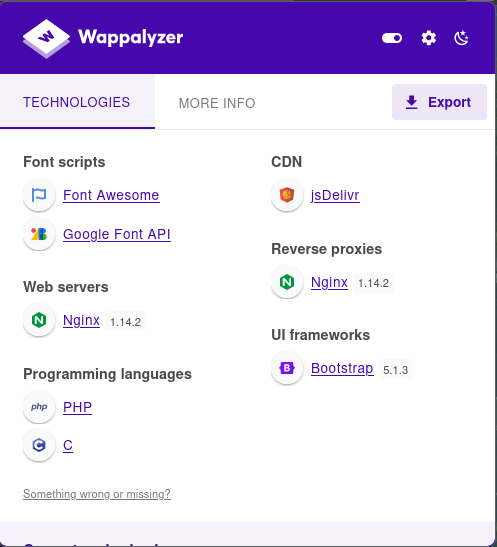 Wappalyzer
TECHNOLOGIES
MORE INFO
Export
Font scripts
Font Awesome
Google Font API
Web servers
Nginx 1.14.2
Programming languages
php PHP
C C
CDN
jsDelivr
Reverse proxies
Nginx 1.14.2
UI frameworks
B Bootstrap 5.1.3
Something wrong or missing?